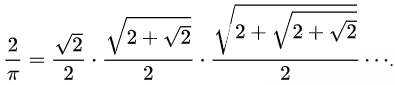 2/π = √2/2 · √(2 + √2)/2 · √(2 + √(2 + √2))/2 ⋯.